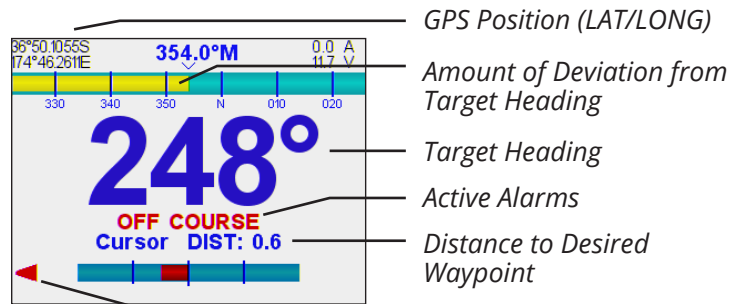 GPS Position (LAT/LONG)
36°50.1055S
174°46.2611E
354.0°M
0.0 A
11.7 V
Amount of Deviation from
Target Heading
330 340 350 N 010 020
248°
Target Heading
Active Alarms
OFF COURSE
Cursor DIST: 0.6
Distance to Desired
Waypoint